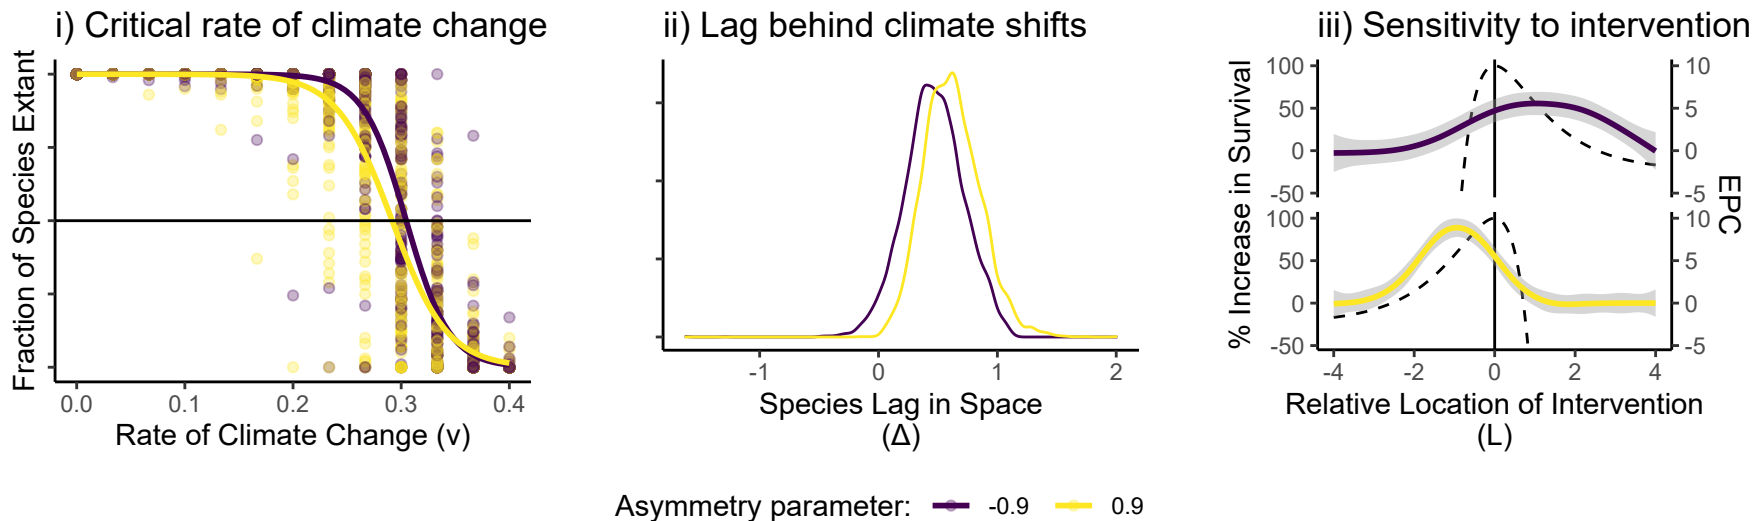 i) Critical rate of climate change
Fraction of Species Extant
0.0 0.1 0.2 0.3 0.4
Rate of Climate Change (v)
ii) Lag behind climate shifts
-1 0 1 2
Species Lag in Space
(Δ)
iii) Sensitivity to intervention
% Increase in Survival
100 10
50 5
0 0
-50 -5
100 10
50 5
0 0
-50 -5
EPC
-4 -2 0 2 4
Relative Location of Intervention
(L)
Asymmetry parameter: -0.9 0.9